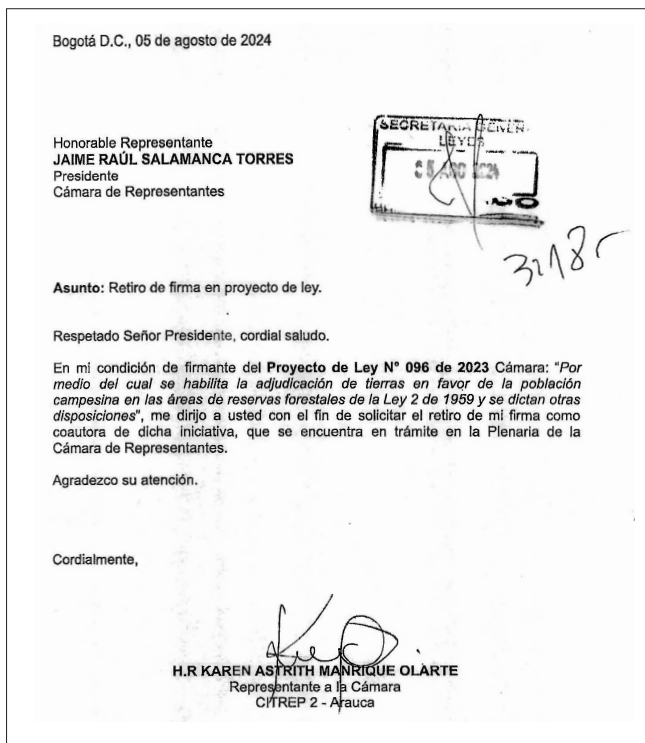 Bogotá D.C., 05 de agosto de 2024
SECRETARIA GENER
LEYES
05 AGO 2024
Honorable Representante
JAIME RAÚL SALAMANCA TORRES
Presidente
Cámara de Representantes
Asunto: Retiro de firma en proyecto de ley.
Respetado Señor Presidente, cordial saludo.
En mi condición de firmante del Proyecto de Ley N° 096 de 2023 Cámara: "Por
medio del cual se habilita la adjudicación de tierras en favor de la población
campesina en las áreas de reservas forestales de la Ley 2 de 1959 y se dictan otras
disposiciones", me dirijo a usted con el fin de solicitar el retiro de mi firma como
coautora de dicha iniciativa, que se encuentra en trámite en la Plenaria de la
Cámara de Representantes.
Agradezco su atención.
Cordialmente,
H.R KAREN ASTRITH MANRIQUE OLARTE
Representante a la Cámara
CITREP 2 - Arauca